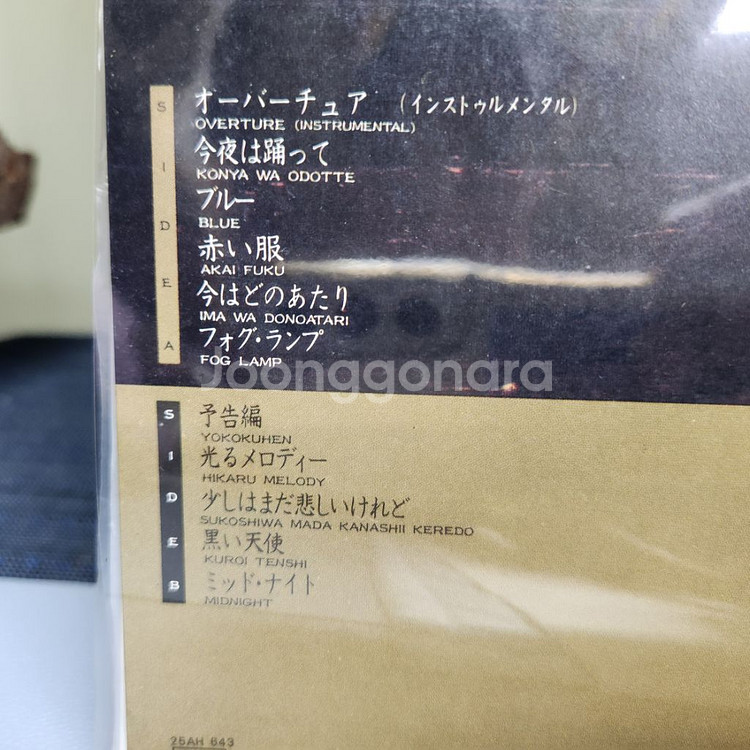 SIDE A
オーバーチュア （インストゥルメンタル）
OVERTURE (INSTRUMENTAL)
今夜は踊って
KONYA WA ODOTTE
ブルー
BLUE
赤い服
AKAI FUKU
今はどのあたり
IMA WA DONOATARI
フォグ・ランプ
FOG LAMP
Joonggonara
SIDE B
予告編
YOKOKUHEN
光るメロディー
HIKARU MELODY
少しはまだ悲しいけれど
SUKOSHIWA MADA KANASHII KEREDO
黒い天使
KUROI TENSHI
ミッド・ナイト
MIDNIGHT
25AH 643